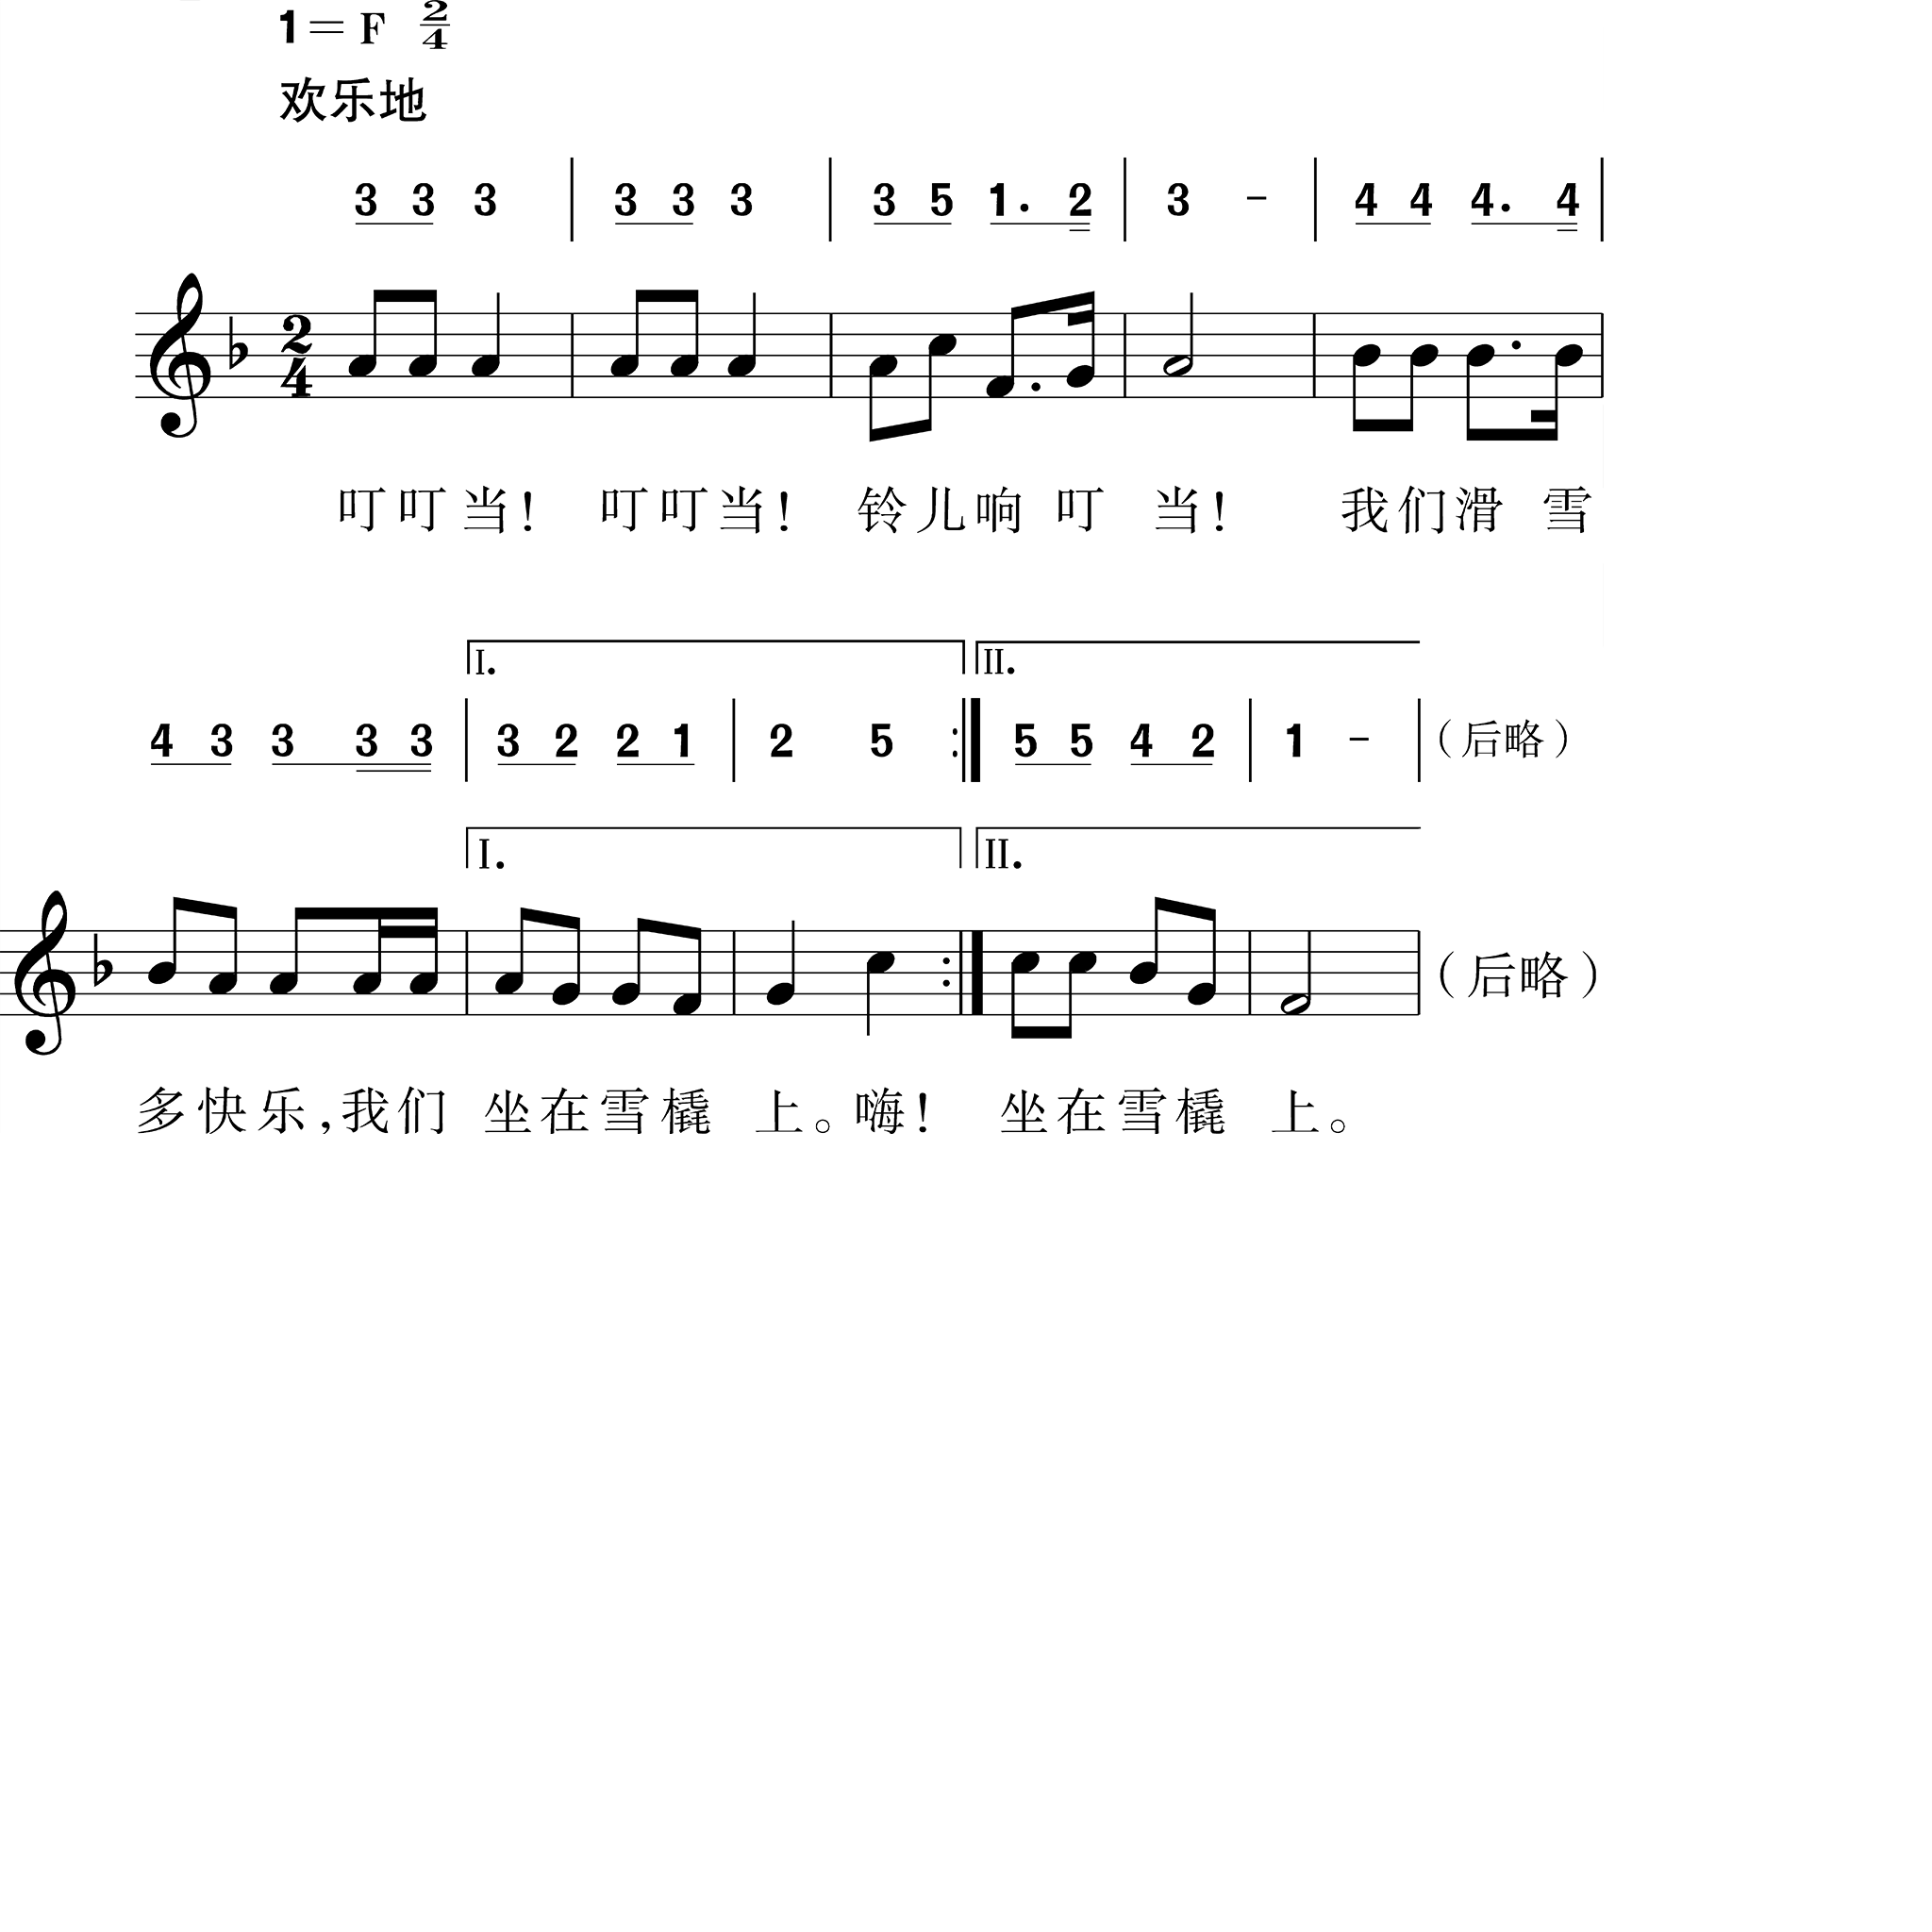 1= F 2/4
欢乐地
3 3 3 | 3 3 3 | 3 5 1. 2 | 3 - | 4 4 4. 4 |
2/4
叮叮当! 叮叮当! 铃儿响 叮 当! 我们滑 雪
I. II.
4 3 3 3 3 | 3 2 2 1 | 2 5 :| 5 5 4 2 | 1 - | (后略)
I. II.
(后略)
多快乐,我们 坐在雪橇 上。嗨! 坐在雪橇 上。